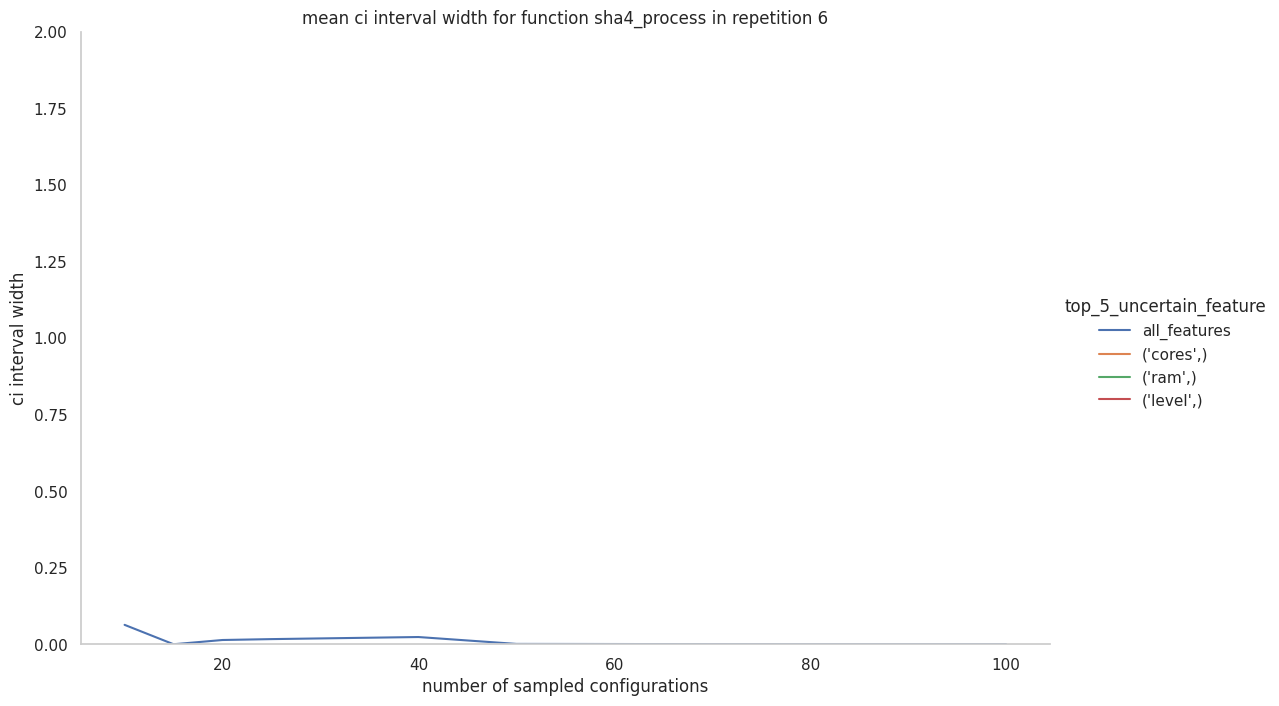 mean ci interval width for function sha4_process in repetition 6
2.00
1.75
1.50
1.25
1.00
0.75
0.50
0.25
0.00
ci interval width
20
40
60
80
100
number of sampled configurations
top_5_uncertain_feature
all_features
('cores',)
('ram',)
('level',)